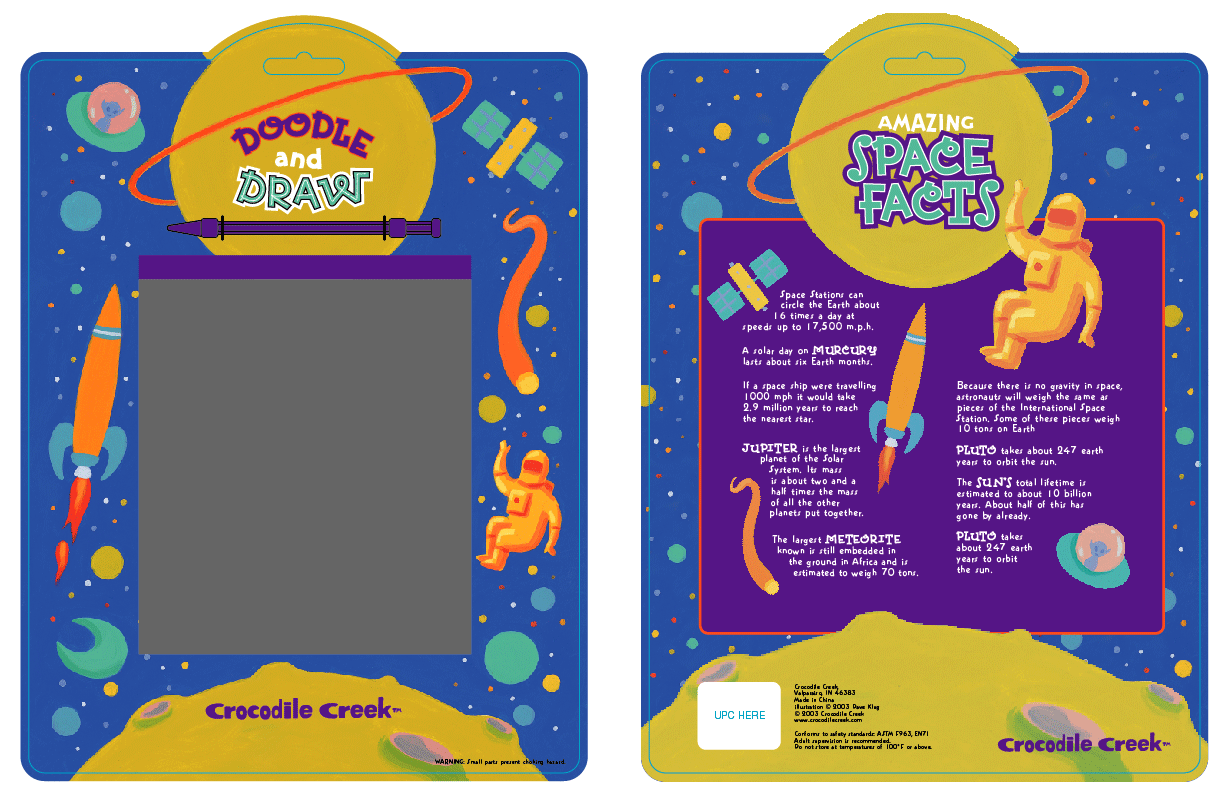 DOODLE
and
DRAW
Crocodile Creek™
WARNING: Small parts present choking hazard
AMAZING
SPACE
FACTS
Space Stations can
circle the Earth about
16 times a day at
speeds up to 17,500 m.p.h.
A solar day on MURCURY
lasts about six Earth months.
If a space ship were travelling
1000 mph it would take
2.9 million years to reach
the nearest star.
JUPITER is the largest
planet of the Solar
System. Its mass
is about two and a
half times the mass
of all the other
planets put together.
The largest METEORITE
known is still embedded in
the ground in Africa and is
estimated to weigh 70 tons.
Because there is no gravity in space,
astronauts will weigh the same as
pieces of the International Space
Station. Some of these pieces weigh
10 tons on Earth
PLUTO takes about 247 earth
years to orbit the sun.
The SUN'S total lifetime is
estimated to about 10 billion
years. About half of this has
gone by already.
PLUTO takes
about 247 earth
years to orbit
the sun.
UPC HERE
Crocodile Creek
Valparaiso, IN 46383
Made in China
Illustration © 2003 Dave Klug
© 2003 Crocodile Creek
www.crocodilecreek.com
Conforms to safety standards: ASTM F963, EN71
Adult supervision is recommended.
Do not store at temperatures of 100°F or above.
Crocodile Creek™